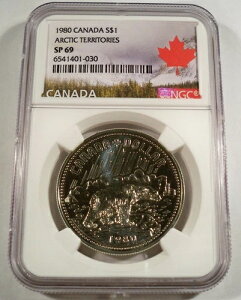 1980 CANADA S$1
ARCTIC TERRITORIES
SP 69
6541401-030
CANADA
NGC
CANADA DOLLAR
1980